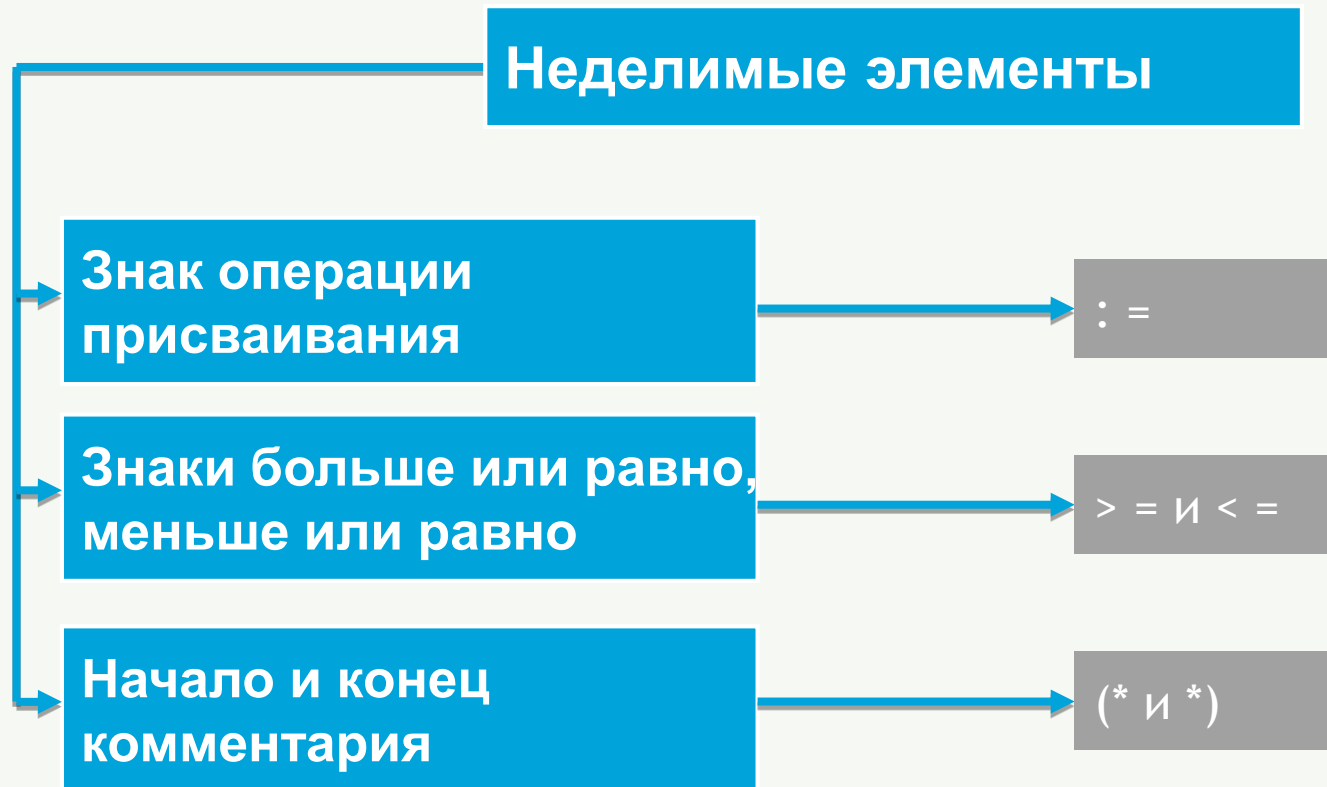 Неделимые элементы
Знак операции
присваивания
: =
Знаки больше или равно,
меньше или равно
> = и < =
Начало и конец
комментария
(* и *)